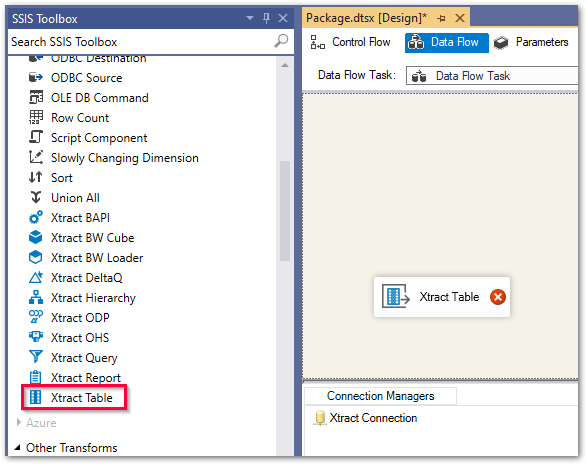 SSIS Toolbox
Search SSIS Toolbox
ODBC Destination
ODBC Source
OLE DB Command
Row Count
Script Component
Slowly Changing Dimension
Sort
Union All
Xtract BAPI
Xtract BW Cube
Xtract BW Loader
Xtract DeltaQ
Xtract Hierarchy
Xtract ODP
Xtract OHS
Xtract Query
Xtract Report
Xtract Table
Azure
Other Transforms
Package.dtsx [Design]*
Control Flow Data Flow Parameters
Data Flow Task: Data Flow Task
Xtract Table
Connection Managers
Xtract Connection